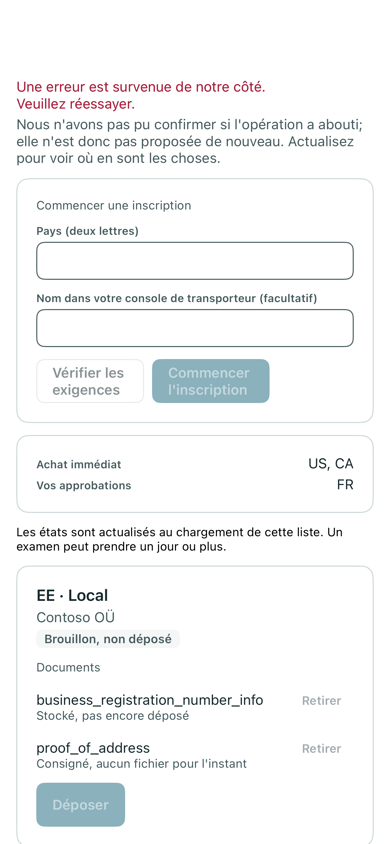 Une erreur est survenue de notre côté.
Veuillez réessayer.
Nous n'avons pas pu confirmer si l'opération a abouti;
elle n'est donc pas proposée de nouveau. Actualisez
pour voir où en sont les choses.
Commencer une inscription
Pays (deux lettres)
Nom dans votre console de transporteur (facultatif)
Vérifier les
exigences
Commencer
l'inscription
Achat immédiat
US, CA
Vos approbations
FR
Les états sont actualisés au chargement de cette liste. Un
examen peut prendre un jour ou plus.
EE · Local
Contoso OÜ
Brouillon, non déposé
Documents
business_registration_number_info
Retirer
Stocké, pas encore déposé
proof_of_address
Retirer
Consigné, aucun fichier pour l'instant
Déposer